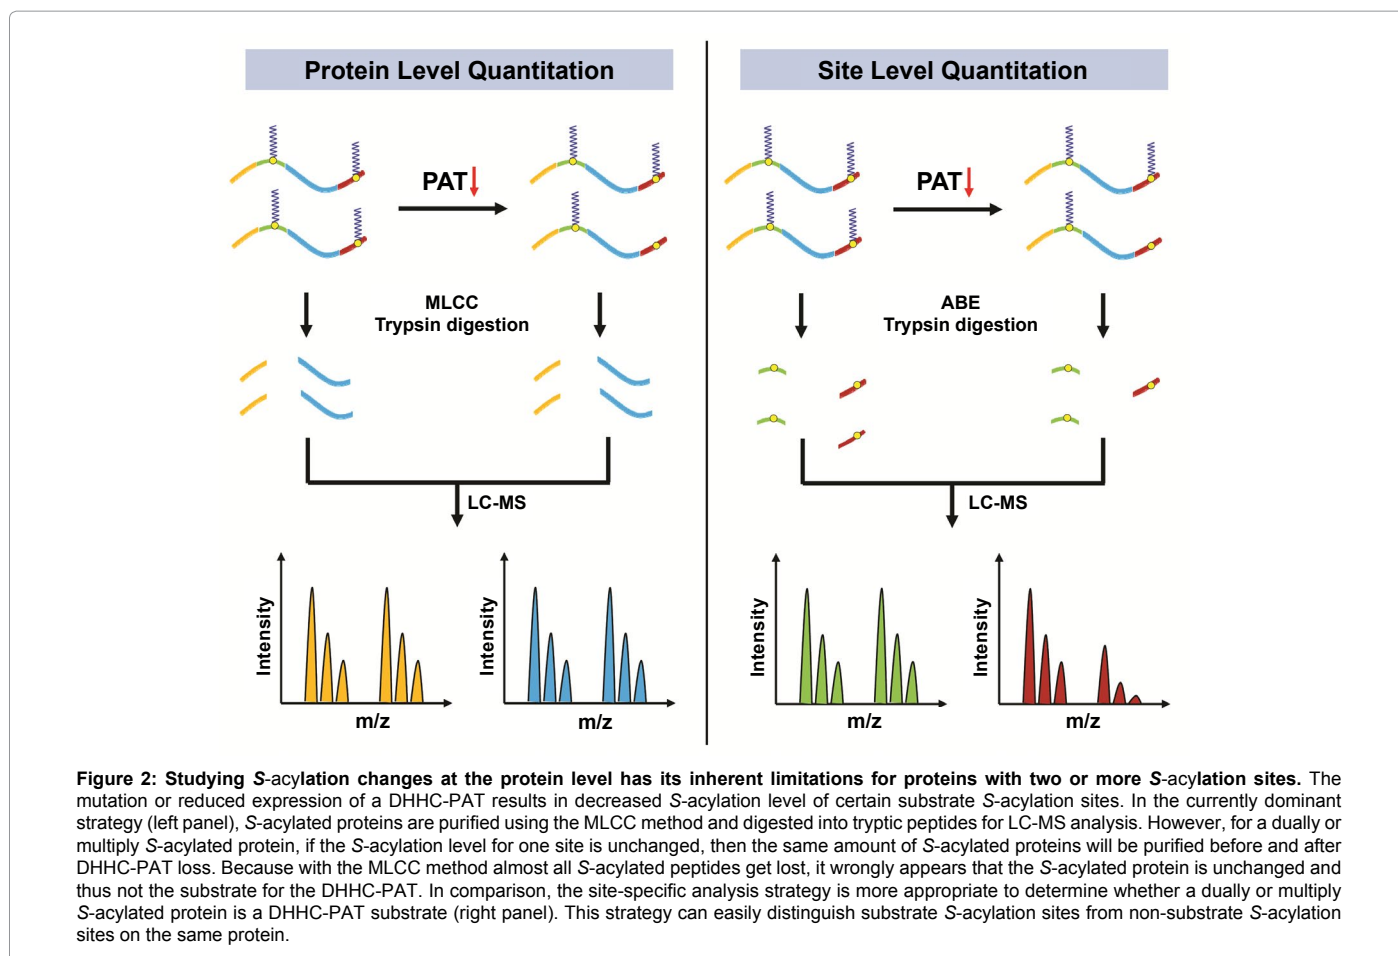 Protein Level Quantitation
PAT
MLCC
Trypsin digestion
LC-MS
Intensity
m/z
Intensity
m/z
Site Level Quantitation
PAT
ABE
Trypsin digestion
LC-MS
Intensity
m/z
Intensity
m/z
Figure 2: Studying S-acylation changes at the protein level has its inherent limitations for proteins with two or more S-acylation sites. The
mutation or reduced expression of a DHHC-PAT results in decreased S-acylation level of certain substrate S-acylation sites. In the currently dominant
strategy (left panel), S-acylated proteins are purified using the MLCC method and digested into tryptic peptides for LC-MS analysis. However, for a dually or
multiply S-acylated protein, if the S-acylation level for one site is unchanged, then the same amount of S-acylated proteins will be purified before and after
DHHC-PAT loss. Because with the MLCC method almost all S-acylated peptides get lost, it wrongly appears that the S-acylated protein is unchanged and
thus not the substrate for the DHHC-PAT. In comparison, the site-specific analysis strategy is more appropriate to determine whether a dually or multiply
S-acylated protein is a DHHC-PAT substrate (right panel). This strategy can easily distinguish substrate S-acylation sites from non-substrate S-acylation
sites on the same protein.